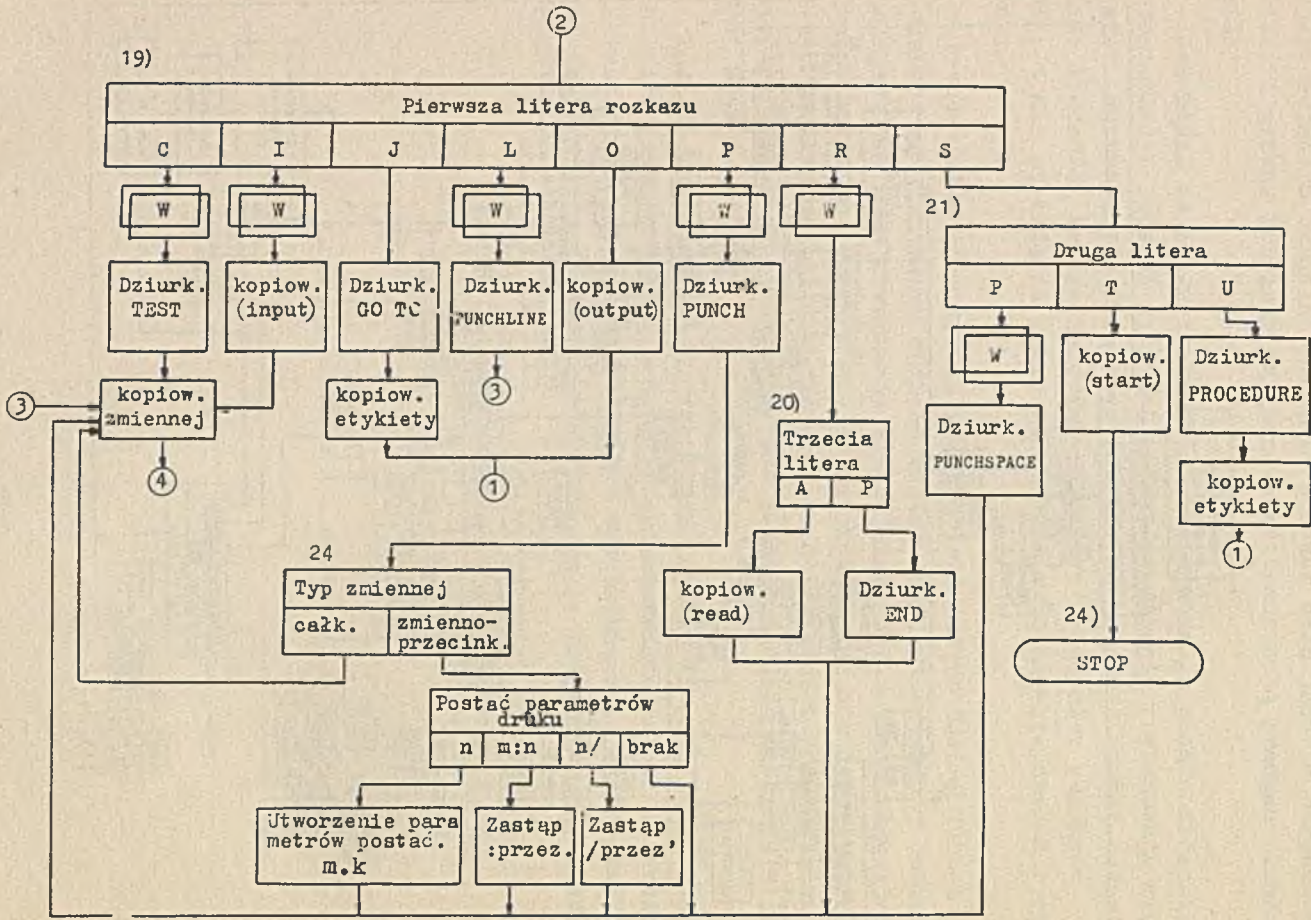 2
19)
Pierwsza litera rozkazu
C I J L O P R S
W W W W W
21)
Druga litera
P T U
Dziurk. kopiow. Dziurk. Dziurk. kopiow. Dziurk.
TEST (input) GO TO PUNCHLINE (output) PUNCH
W kopiow. Dziurk.
(start) PROCEDURE
3 kopiow. kopiow. 3
zmiennej etykiety
20)
Trzecia
litera
A P
Dziurk.
PUNCHSPACE
kopiow.
etykiety
4 1 1
24
Typ zmiennej
całk. zmienno-
przecink.
kopiow. Dziurk.
(read) END
24)
STOP
Postać parametrów
druku
n m:n n/ brak
Utworzenie para Zastąp Zastąp
metrów postać. :przez. /przez'
m.k